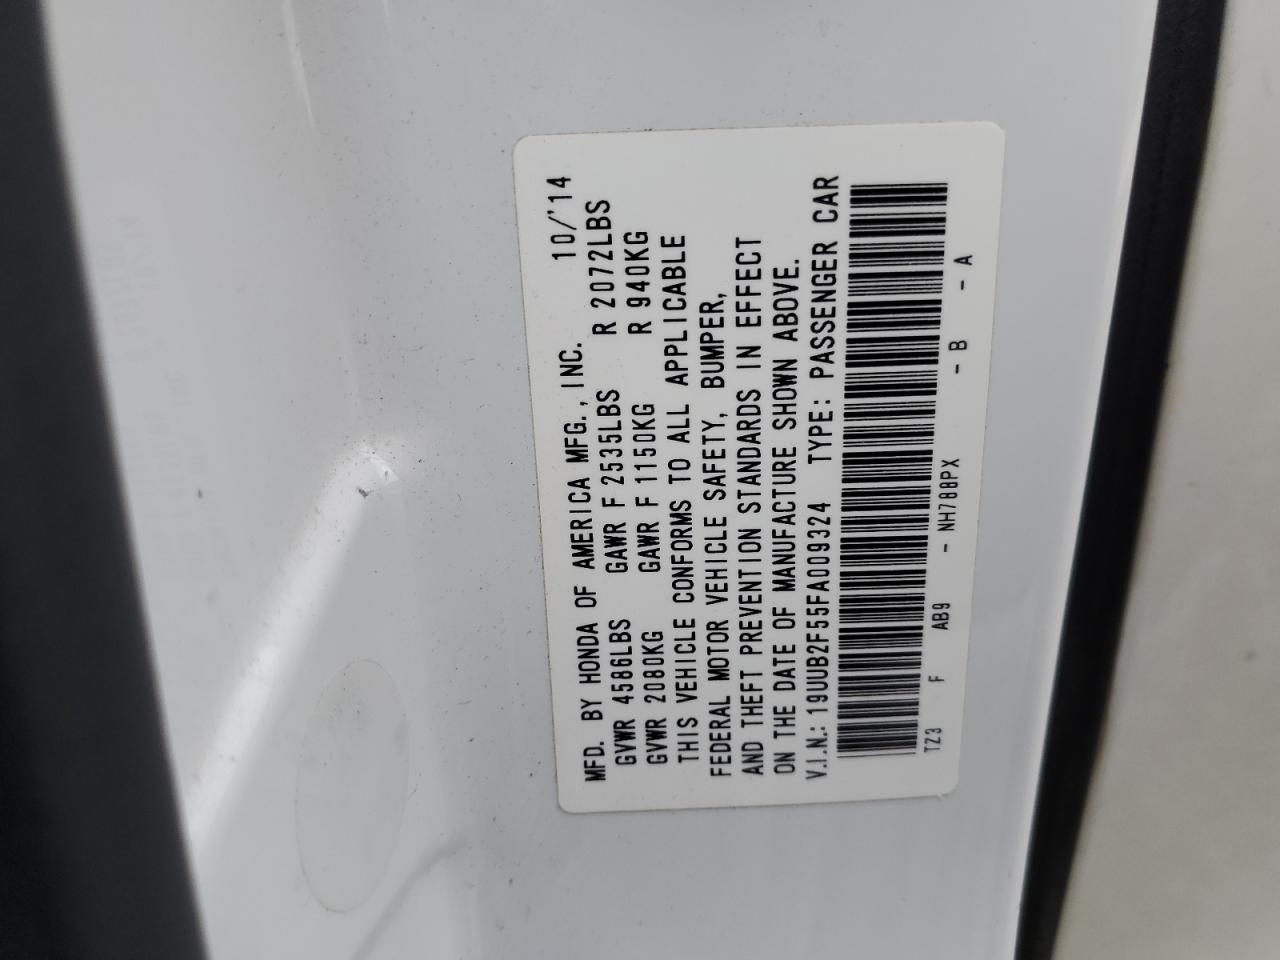 MFD. BY HONDA OF AMERICA MFG., INC. 10/'14
GVWR 4586LBS GAWR F 2535LBS R 2072LBS
GVWR 2080KG GAWR F 1150KG R 940KG
THIS VEHICLE CONFORMS TO ALL APPLICABLE
FEDERAL MOTOR VEHICLE SAFETY, BUMPER,
AND THEFT PREVENTION STANDARDS IN EFFECT
ON THE DATE OF MANUFACTURE SHOWN ABOVE.
V.I.N.: 19UUB2F55FA009324 TYPE: PASSENGER CAR
TZ3 F AB9 - NH788PX - B - A